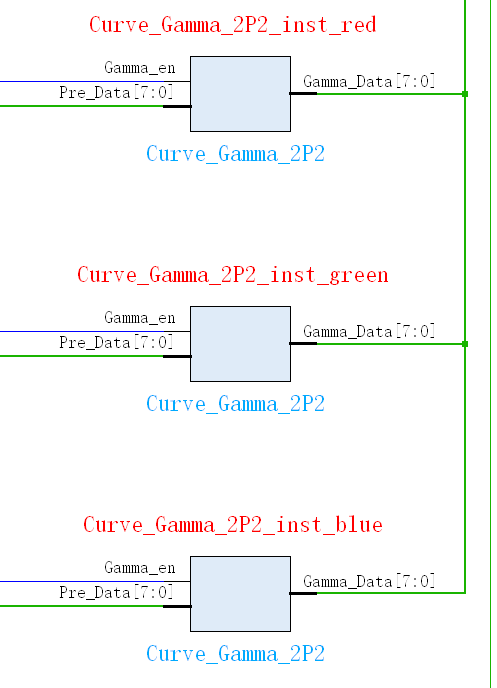 Curve_Gamma_2P2_inst_red
Gamma_en
Pre_Data[7:0]
Gamma_Data[7:0]
Curve_Gamma_2P2
Curve_Gamma_2P2_inst_green
Gamma_en
Pre_Data[7:0]
Gamma_Data[7:0]
Curve_Gamma_2P2
Curve_Gamma_2P2_inst_blue
Gamma_en
Pre_Data[7:0]
Gamma_Data[7:0]
Curve_Gamma_2P2